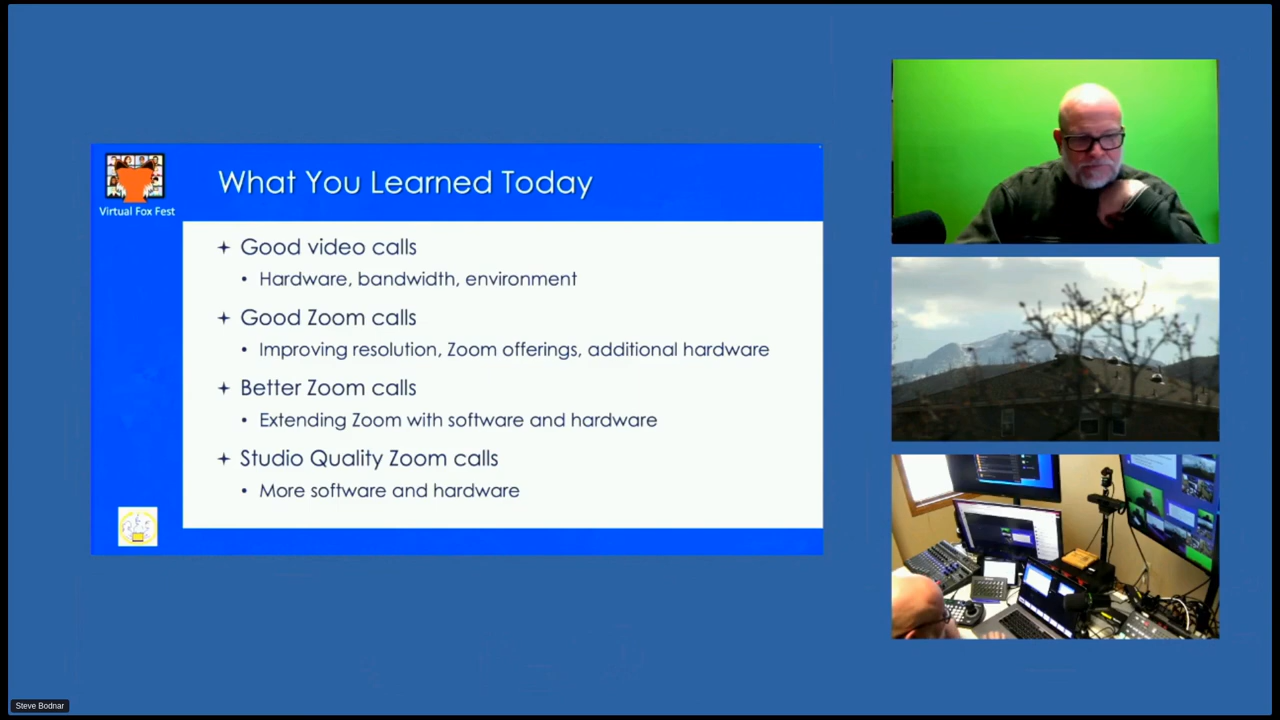 Virtual Fox Fest
What You Learned Today
Good video calls
• Hardware, bandwidth, environment
Good Zoom calls
• Improving resolution, Zoom offerings, additional hardware
Better Zoom calls
• Extending Zoom with software and hardware
Studio Quality Zoom calls
• More software and hardware
Steve Bodnar